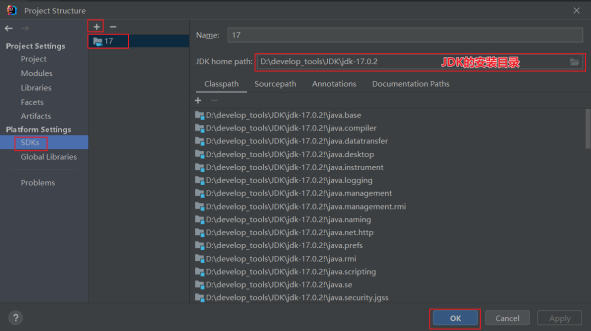 Project Structure
Project Settings
Project
Modules
Libraries
Facets
Artifacts
Platform Settings
SDKs
Global Libraries
Problems
17
Name: 17
JDK home path: D:\develop_tools\JDK\jdk-17.0.2 JDK的安装目录
Classpath Sourcepath Annotations Documentation Paths
D:\develop_tools\JDK\jdk-17.0.2!\java.base
D:\develop_tools\JDK\jdk-17.0.2!\java.compiler
D:\develop_tools\JDK\jdk-17.0.2!\java.datatransfer
D:\develop_tools\JDK\jdk-17.0.2!\java.desktop
D:\develop_tools\JDK\jdk-17.0.2!\java.instrument
D:\develop_tools\JDK\jdk-17.0.2!\java.logging
D:\develop_tools\JDK\jdk-17.0.2!\java.management
D:\develop_tools\JDK\jdk-17.0.2!\java.management.rmi
D:\develop_tools\JDK\jdk-17.0.2!\java.naming
D:\develop_tools\JDK\jdk-17.0.2!\java.net.http
D:\develop_tools\JDK\jdk-17.0.2!\java.prefs
D:\develop_tools\JDK\jdk-17.0.2!\java.rmi
D:\develop_tools\JDK\jdk-17.0.2!\java.scripting
D:\develop_tools\JDK\jdk-17.0.2!\java.se
D:\develop_tools\JDK\jdk-17.0.2!\java.security.jgss
? OK Cancel Apply